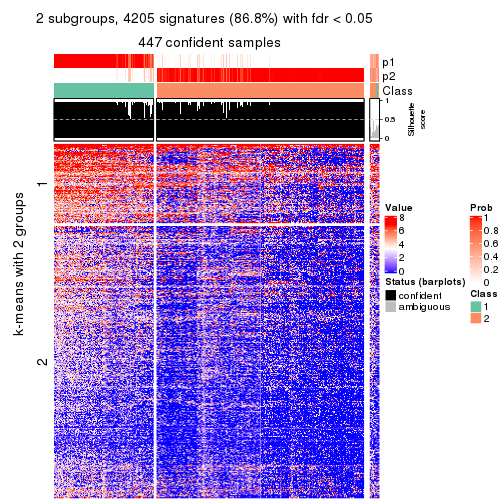 2 subgroups, 4205 signatures (86.8%) with fdr < 0.05
447 confident samples
p1
p2
Class
1
0.5
0
Silhouette
score
k-means with 2 groups
1
2
Value
8
6
4
2
0
Status (barplots)
confident
ambiguous
Prob
1
0.8
0.6
0.4
0.2
0
Class
1
2